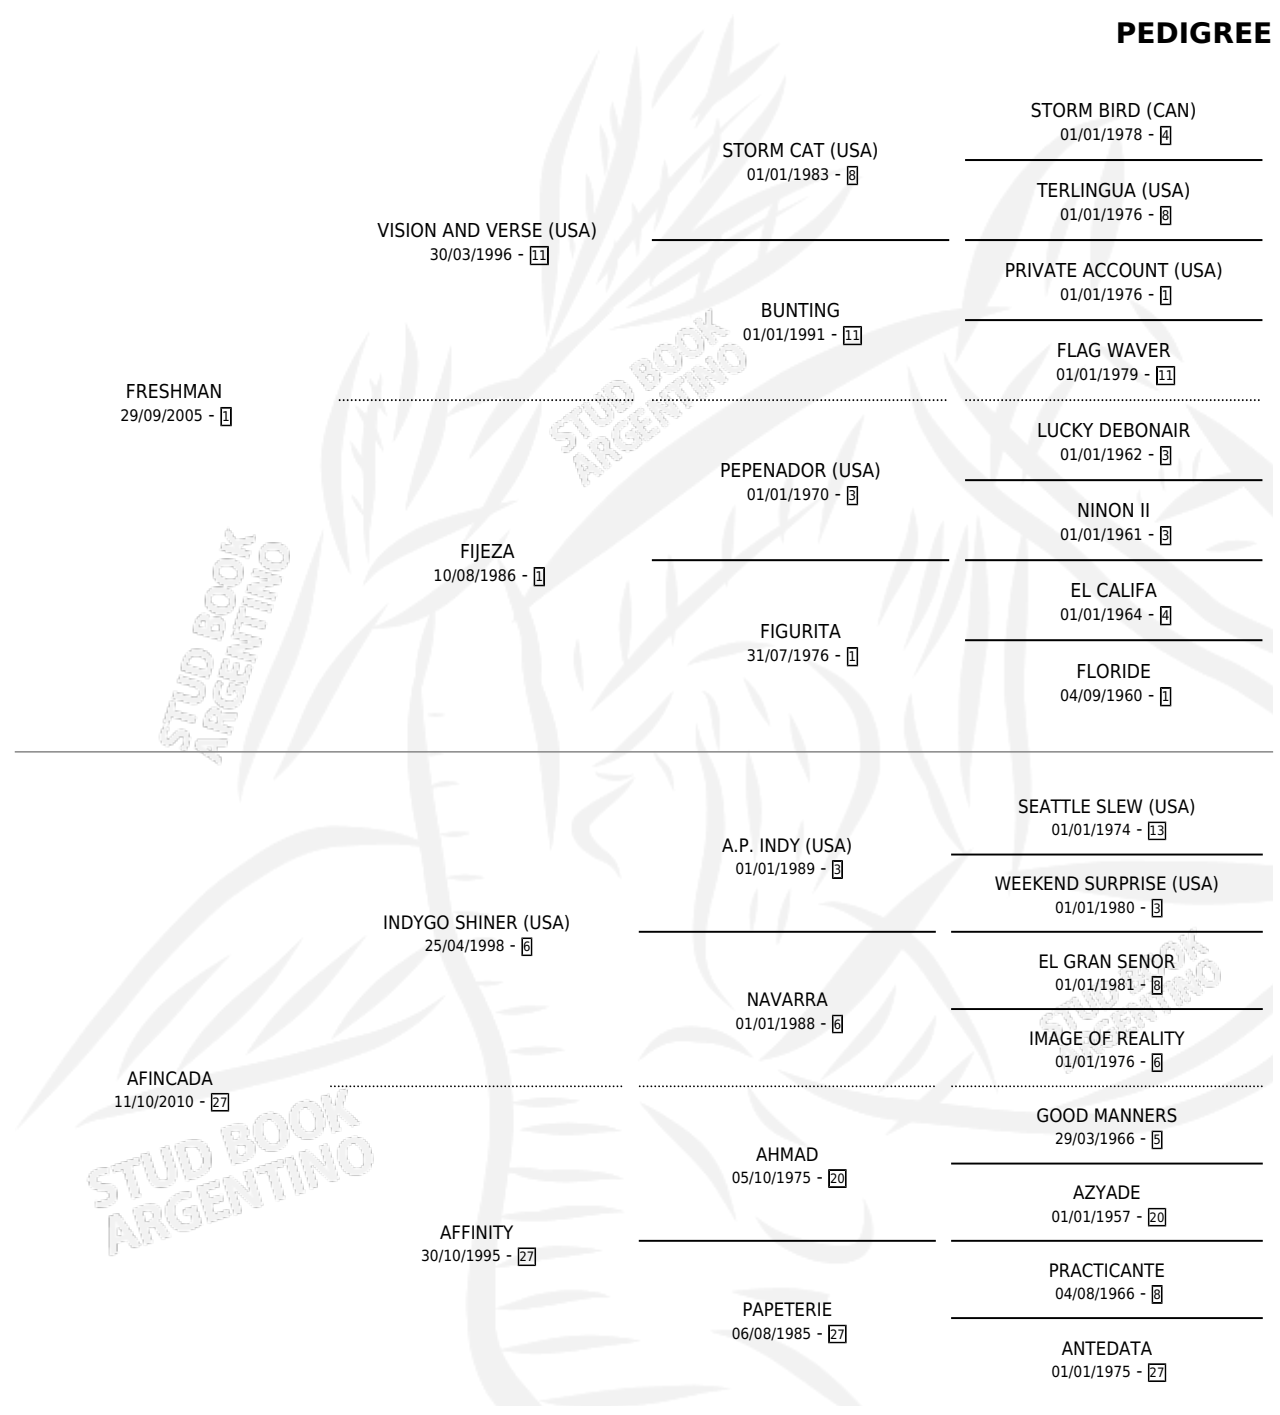 PEDIGREE
STORM BIRD (CAN)
01/01/1978 - 4
STORM CAT (USA)
01/01/1983 - 8
TERLINGUA (USA)
01/01/1976 - 8
VISION AND VERSE (USA)
30/03/1996 - 11
PRIVATE ACCOUNT (USA)
01/01/1976 - 1
BUNTING
01/01/1991 - 11
FLAG WAVER
01/01/1979 - 11
FRESHMAN
29/09/2005 - 1
LUCKY DEBONAIR
01/01/1962 - 3
PEPENADOR (USA)
01/01/1970 - 3
NINON II
01/01/1961 - 3
FIJEZA
10/08/1986 - 1
EL CALIFA
01/01/1964 - 4
FIGURITA
31/07/1976 - 1
FLORIDE
04/09/1960 - 1
SEATTLE SLEW (USA)
01/01/1974 - 13
A.P. INDY (USA)
01/01/1989 - 3
WEEKEND SURPRISE (USA)
01/01/1980 - 3
INDYGO SHINER (USA)
25/04/1998 - 6
EL GRAN SENOR
01/01/1981 - 8
NAVARRA
01/01/1988 - 6
IMAGE OF REALITY
01/01/1976 - 6
AFINCADA
11/10/2010 - 27
GOOD MANNERS
29/03/1966 - 5
AHMAD
05/10/1975 - 20
AZYADE
01/01/1957 - 20
AFFINITY
30/10/1995 - 27
PRACTICANTE
04/08/1966 - 8
PAPETERIE
06/08/1985 - 27
ANTEDATA
01/01/1975 - 27
STUD BOOK
ARGENTINO
STUD BOOK
ARGENTINO
STUD BOOK
ARGENTINO
STUD BOOK
ARGENTINO